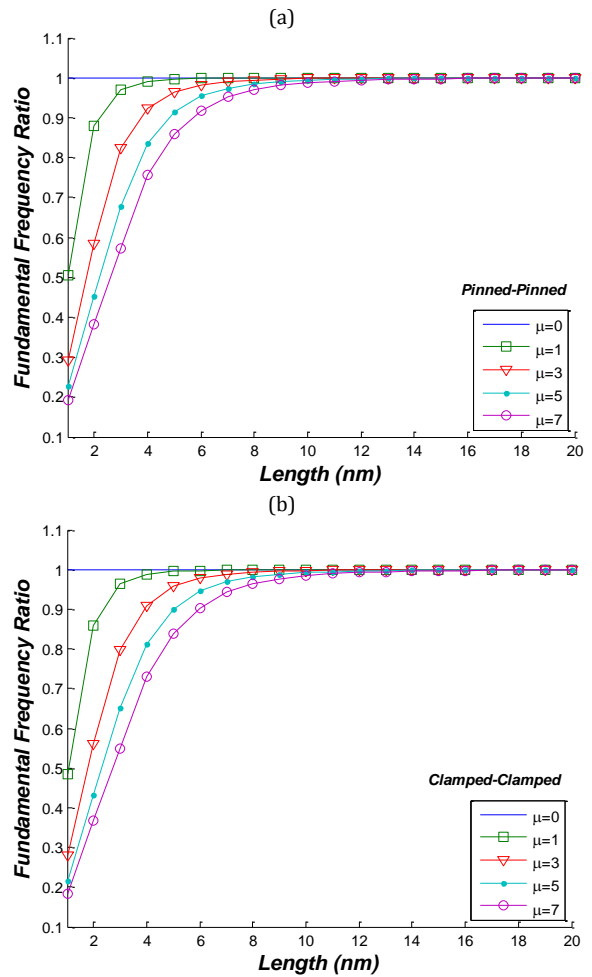 (a)
1.1
1
0.9
0.8
0.7
0.6
0.5
0.4
0.3
0.2
0.1
Fundamental Frequency Ratio
Pinned-Pinned
μ=0
μ=1
μ=3
μ=5
μ=7
2 4 6 8 10 12 14 16 18 20
Length (nm)
(b)
1.1
1
0.9
0.8
0.7
0.6
0.5
0.4
0.3
0.2
0.1
Fundamental Frequency Ratio
Clamped-Clamped
μ=0
μ=1
μ=3
μ=5
μ=7
2 4 6 8 10 12 14 16 18 20
Length (nm)